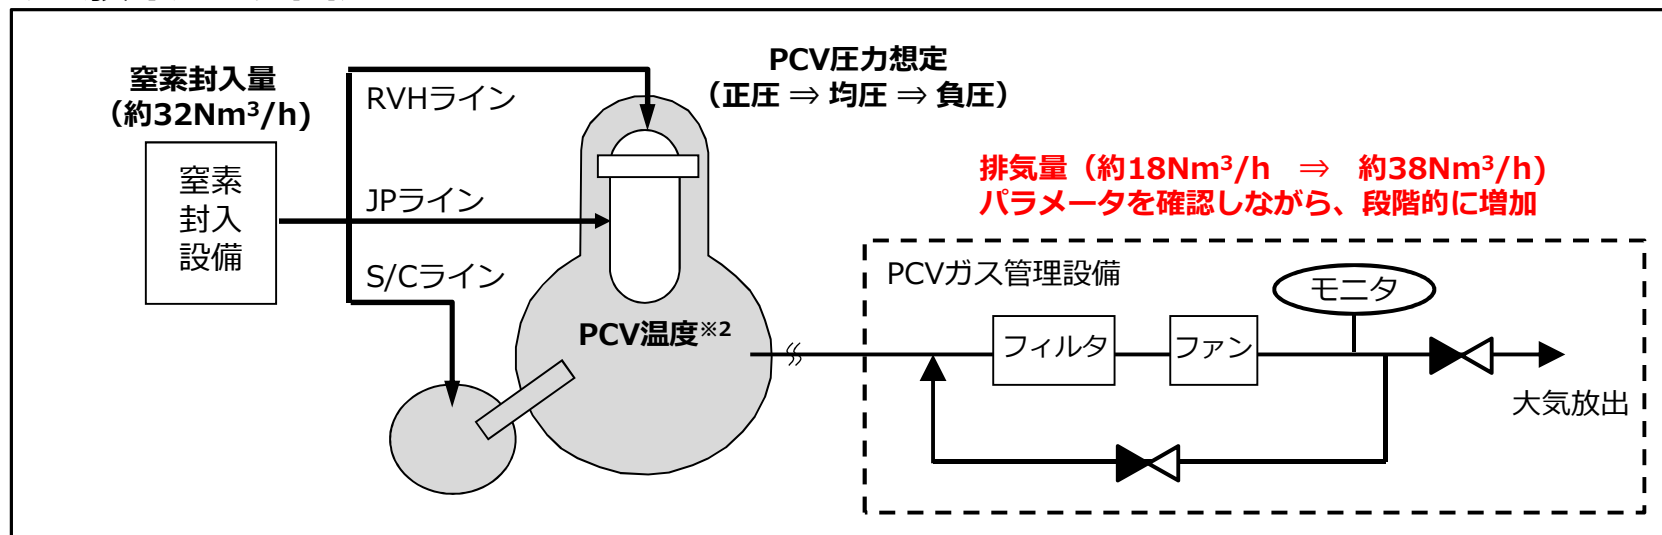 窒素封入量
（約32Nm³/h)
窒素
封入
設備
RVHライン
JPライン
S/Cライン
PCV圧力想定
（正圧 ⇒ 均圧 ⇒ 負圧）
PCV温度※2
排気量（約18Nm³/h ⇒ 約38Nm³/h)
パラメータを確認しながら、段階的に増加
PCVガス管理設備
モニタ
フィルタ
ファン
大気放出